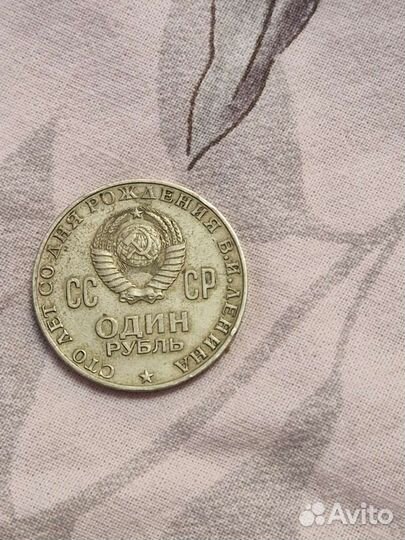 СТО ЛЕТ СО ДНЯ РОЖДЕНИЯ В.И.ЛЕНИНА
СС СР
ОДИН
РУБЛЬ
Avito